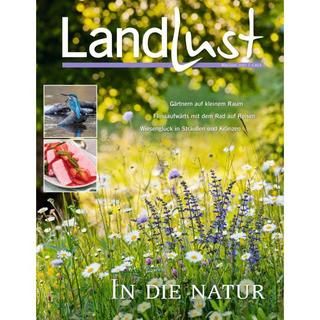 LandLust
Gärtnern auf kleinem Raum
Flussaufwärts mit dem Rad auf Reisen
Wiesenglück in Sträußen und Kränzen
IN DIE NATUR